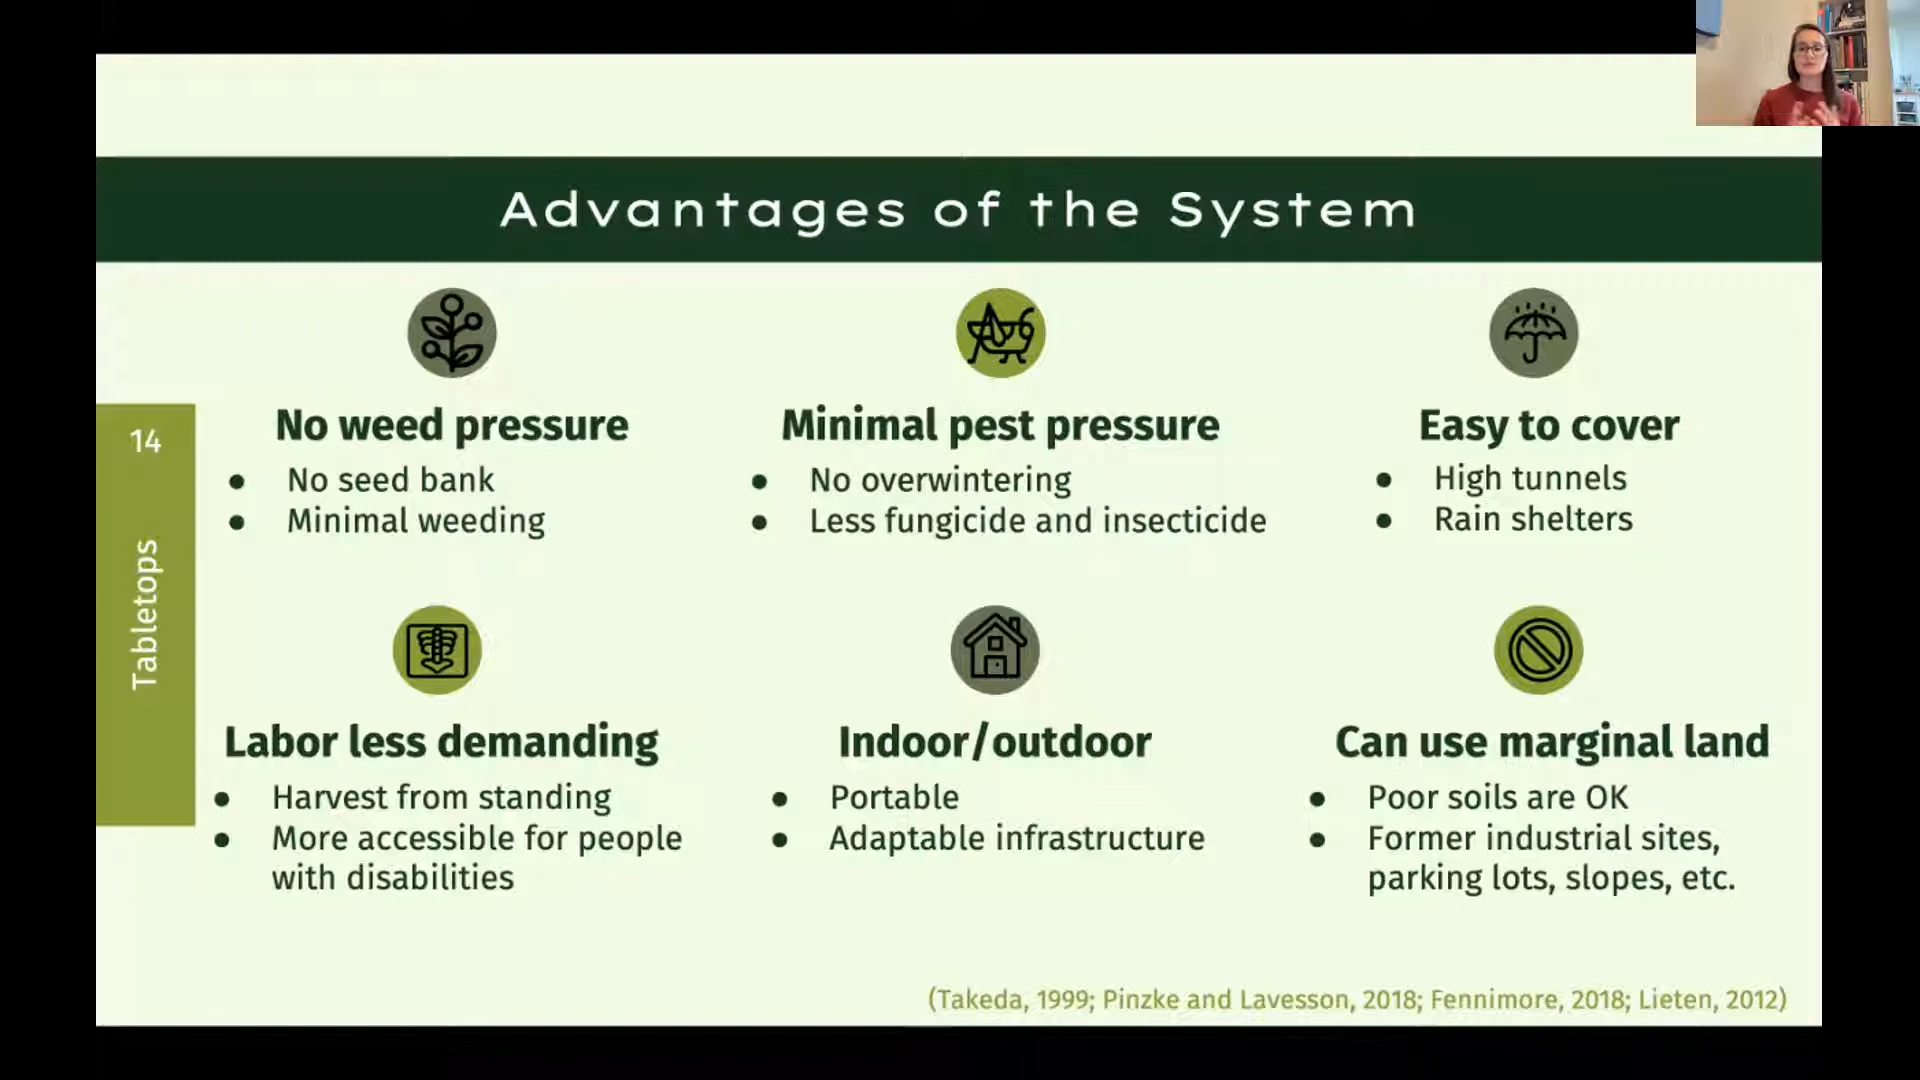 Advantages of the System
No weed pressure
● No seed bank
● Minimal weeding
Minimal pest pressure
● No overwintering
● Less fungicide and insecticide
Easy to cover
● High tunnels
● Rain shelters
14
Tabletops
Labor less demanding
● Harvest from standing
● More accessible for people
with disabilities
Indoor/outdoor
● Portable
● Adaptable infrastructure
Can use marginal land
● Poor soils are OK
● Former industrial sites,
parking lots, slopes, etc.
(Takeda, 1999; Pinzke and Lavesson, 2018; Fennimore, 2018; Lieten, 2012)